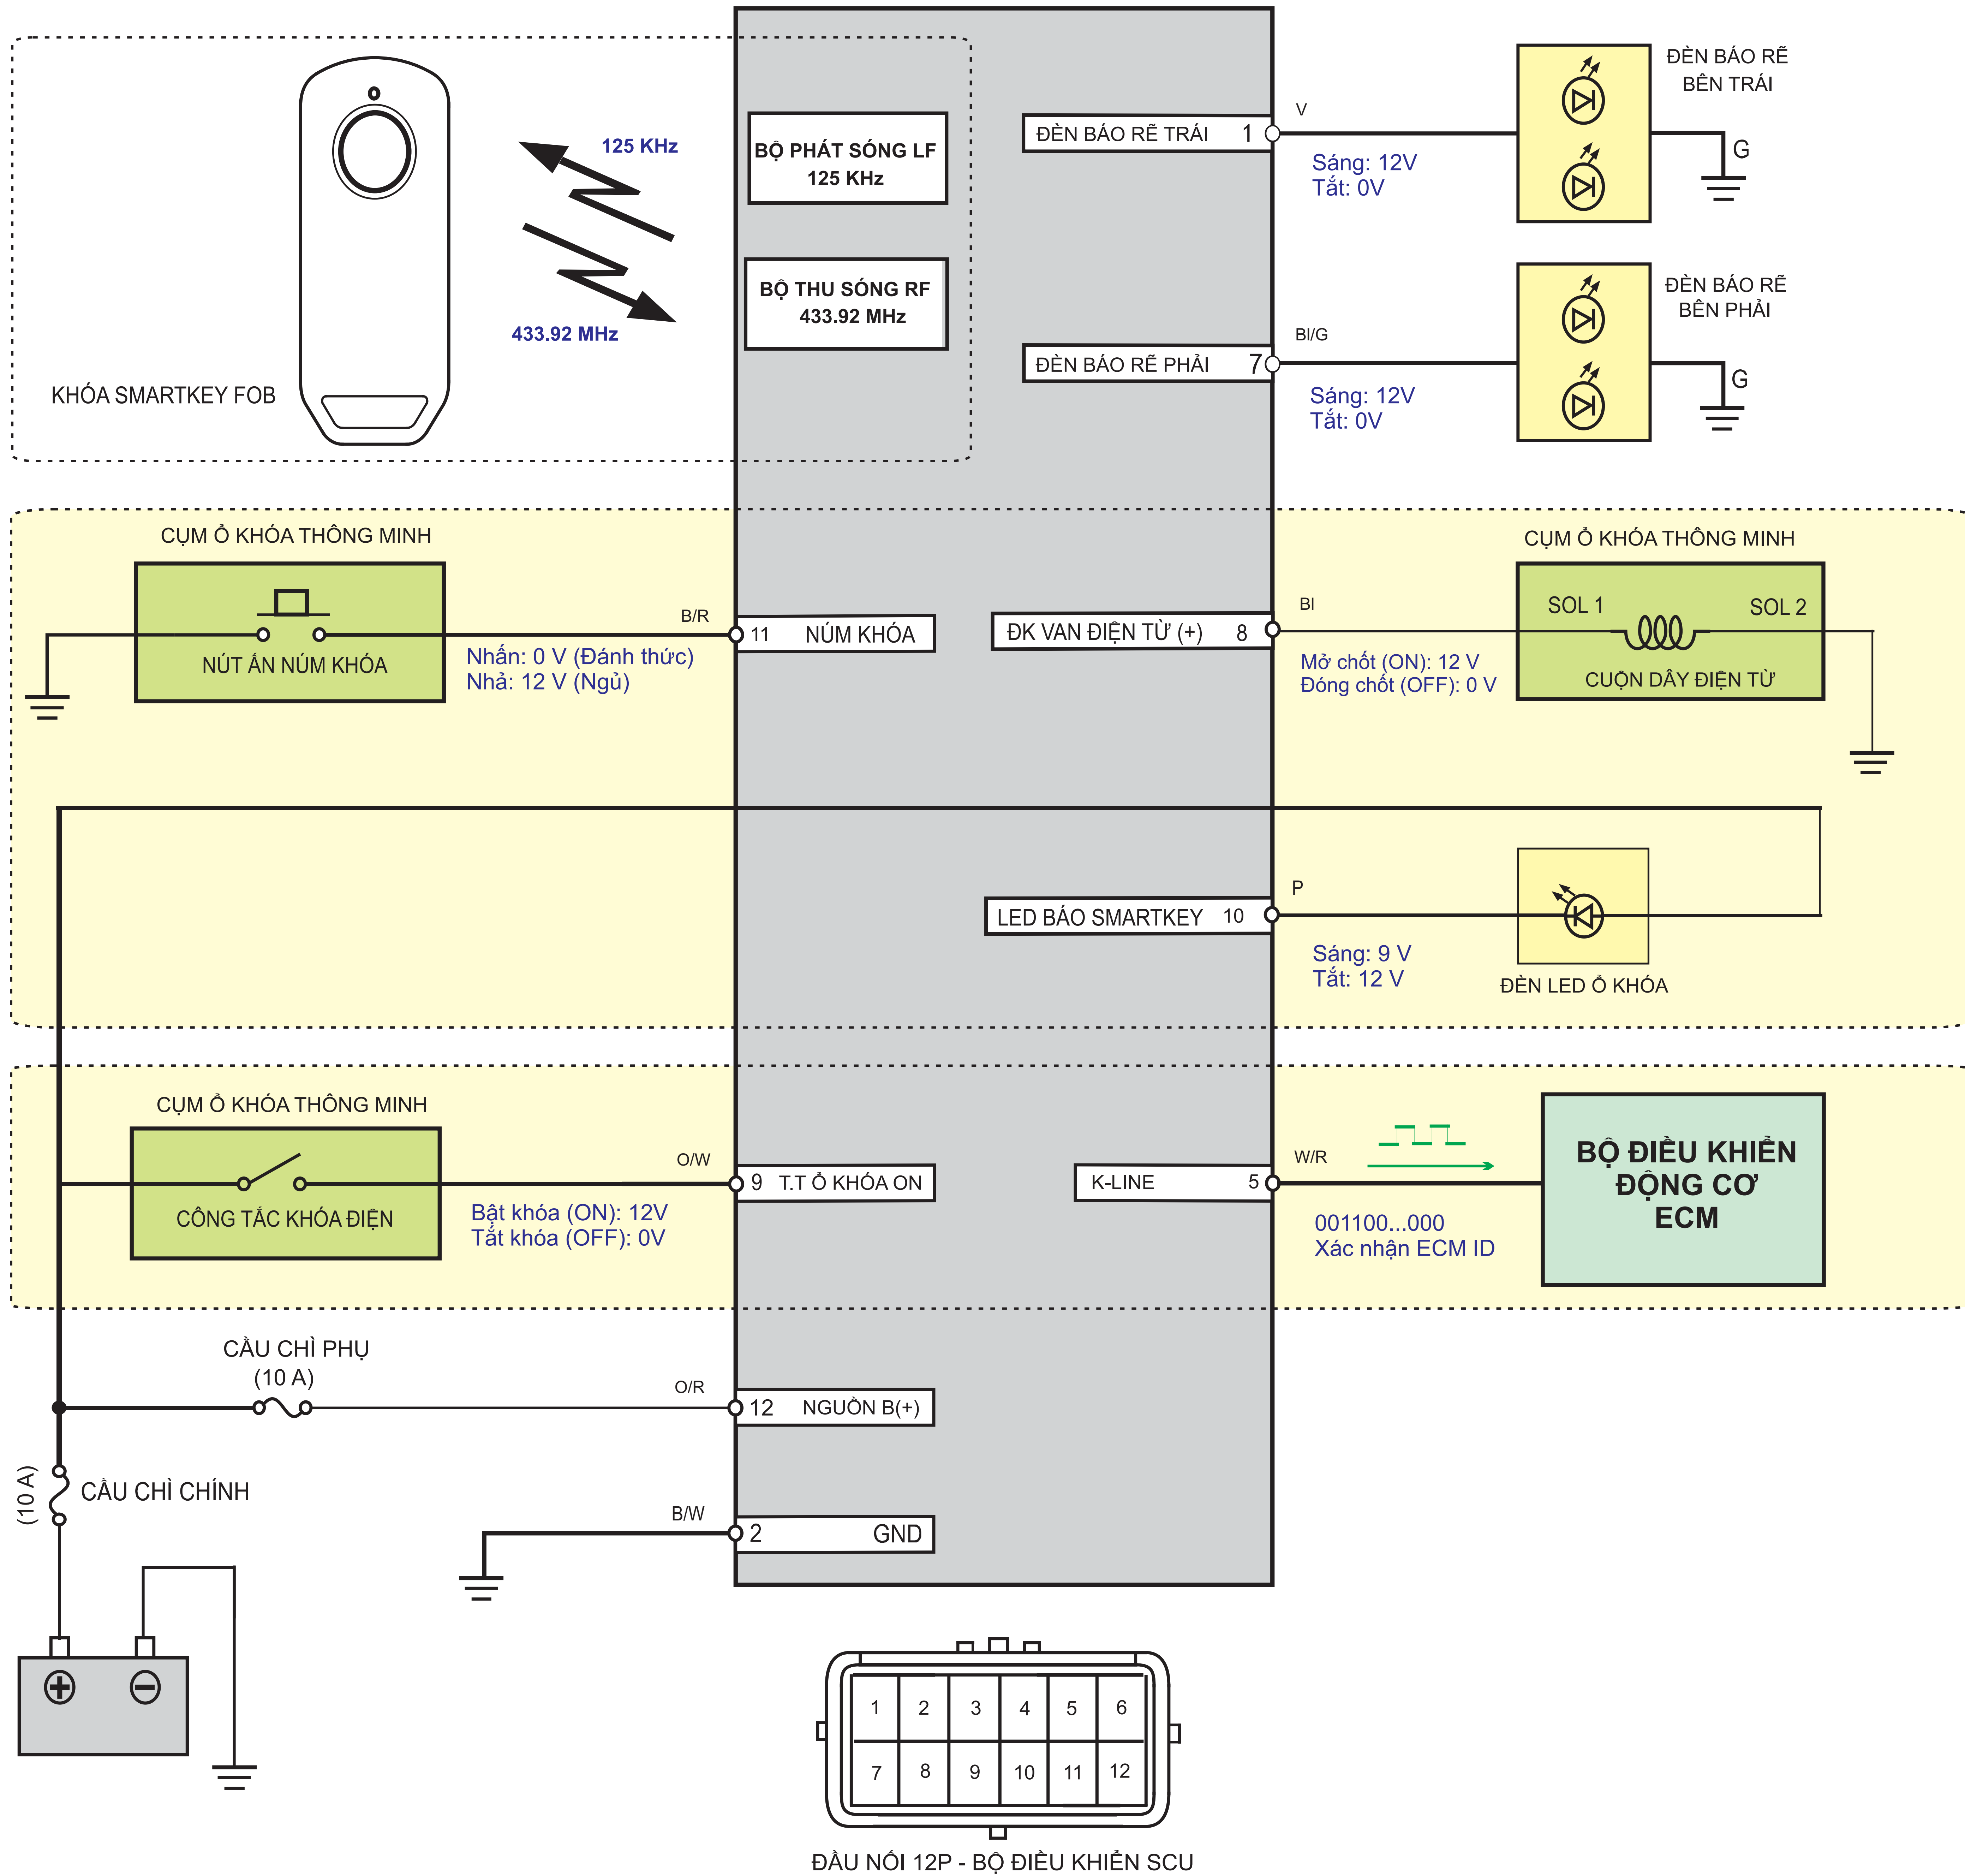 125 KHz
433.92 MHz
KHÓA SMARTKEY FOB
BỘ PHÁT SÓNG LF
125 KHz
BỘ THU SÓNG RF
433.92 MHz
ĐÈN BÁO RẼ TRÁI 1
V
Sáng: 12V
Tắt: 0V
ĐÈN BÁO RẼ
BÊN TRÁI
G
ĐÈN BÁO RẼ PHẢI 7
Bl/G
Sáng: 12V
Tắt: 0V
ĐÈN BÁO RẼ
BÊN PHẢI
G
CỤM Ổ KHÓA THÔNG MINH
NÚT ẤN NÚM KHÓA
B/R
Nhấn: 0 V (Đánh thức)
Nhả: 12 V (Ngủ)
11 NÚM KHÓA
ĐK VAN ĐIỆN TỪ (+) 8
Bl
Mở chốt (ON): 12 V
Đóng chốt (OFF): 0 V
CỤM Ổ KHÓA THÔNG MINH
SOL 1 SOL 2
CUỘN DÂY ĐIỆN TỪ
LED BÁO SMARTKEY 10
P
Sáng: 9 V
Tắt: 12 V
ĐÈN LED Ổ KHÓA
CỤM Ổ KHÓA THÔNG MINH
CÔNG TẮC KHÓA ĐIỆN
O/W
Bật khóa (ON): 12V
Tắt khóa (OFF): 0V
9 T.T Ổ KHÓA ON
K-LINE 5
W/R
001100...000
Xác nhận ECM ID
BỘ ĐIỀU KHIỂN
ĐỘNG CƠ
ECM
CẦU CHÌ PHỤ
(10 A)
O/R
12 NGUỒN B(+)
(10 A)
CẦU CHÌ CHÍNH
B/W
2 GND
1 2 3 4 5 6
7 8 9 10 11 12
ĐẦU NỐI 12P - BỘ ĐIỀU KHIỂN SCU